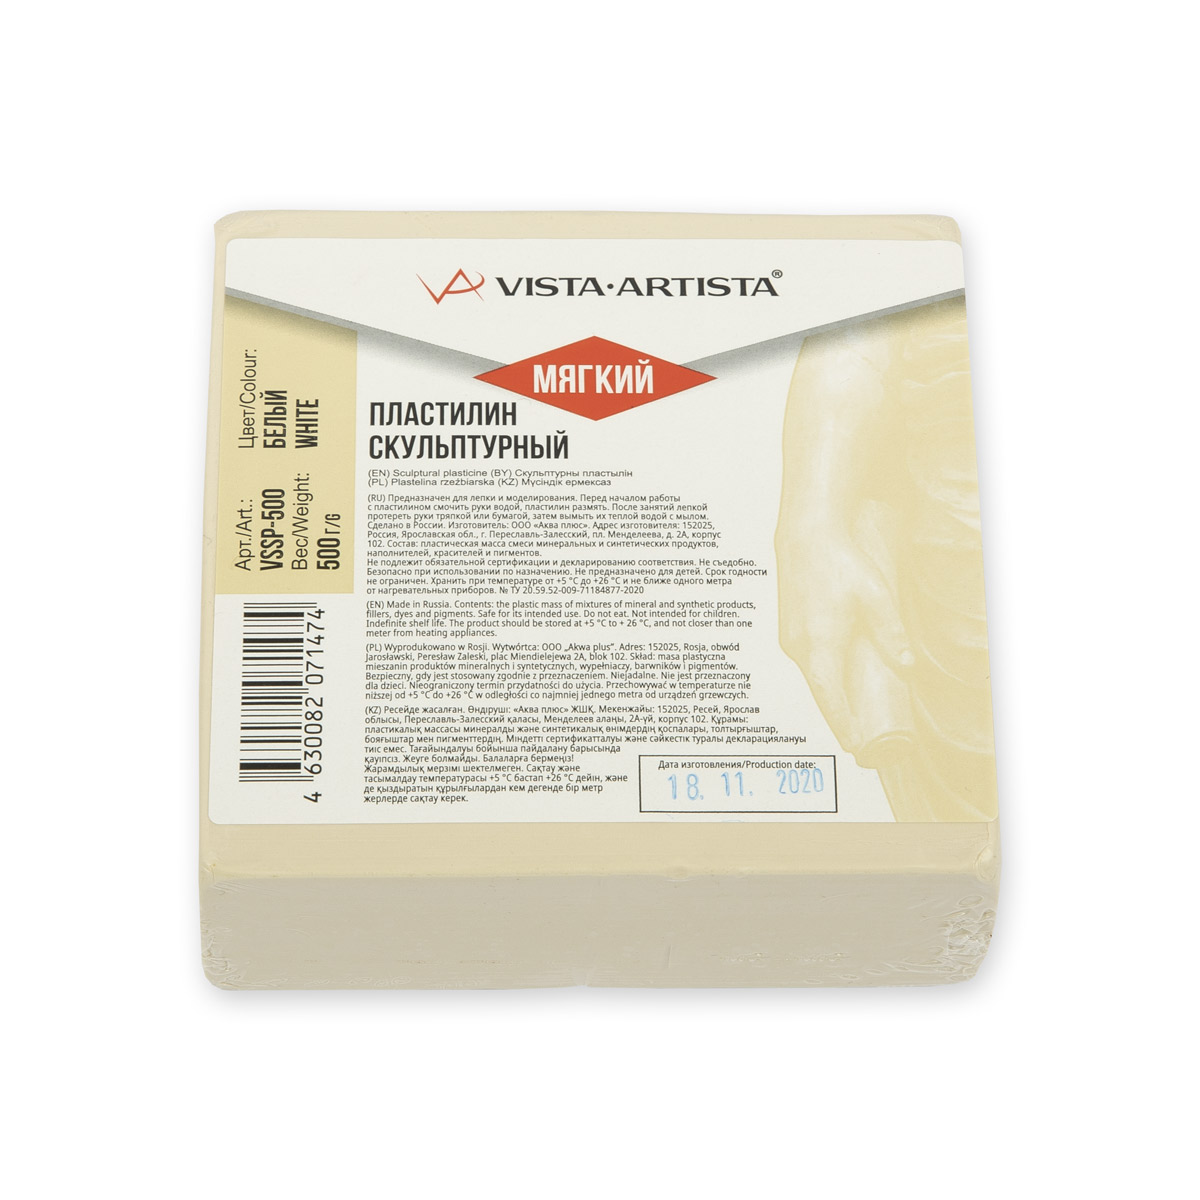 VISTA·ARTISTA®
МЯГКИЙ
ПЛАСТИЛИН
СКУЛЬПТУРНЫЙ
(EN) Sculptural plasticine (BY) Скульптурны пластылін
(PL) Plastelina rzeźbiarska (KZ) Мүсіндік ермексаз
(RU) Предназначен для лепки и моделирования. Перед началом работы
с пластилином смочить руки водой, пластилин размять. После занятий лепкой
протереть руки тряпкой или бумагой, затем вымыть их теплой водой с мылом.
Сделано в России. Изготовитель: ООО «Аква плюс». Адрес изготовителя: 152025,
Россия, Ярославская обл., г. Переславль-Залесский, пл. Менделеева, д. 2А, корпус
102. Состав: пластическая масса смеси минеральных и синтетических продуктов,
наполнителей, красителей и пигментов.
Не подлежит обязательной сертификации и декларированию соответствия. Не съедобно.
Безопасно при использовании по назначению. Не предназначено для детей. Срок годности
не ограничен. Хранить при температуре от +5 °C до +26 °C и не ближе одного метра
от нагревательных приборов. № ТУ 20.59.52-009-71184877-2020
(EN) Made in Russia. Contents: the plastic mass of mixtures of mineral and synthetic products,
fillers, dyes and pigments. Safe for its intended use. Do not eat. Not intended for children.
Indefinite shelf life. The product should be stored at +5 °C to + 26 °C, and not closer than one
meter from heating appliances.
(PL) Wyprodukowano w Rosji. Wytwórtca: OOO „Akwa plus”. Adres: 152025, Rosja, obwód
Jarosławski, Peresław Zaleski, plac Miendielejewa 2A, blok 102. Skład: masa plastyczna
mieszanin produktów mineralnych i syntetycznych, wypełniaczy, barwników i pigmentów.
Bezpieczny, gdy jest stosowany zgodnie z przeznaczeniem. Niejadalne. Nie jest przeznaczony
dla dzieci. Nieograniczony termin przydatności do użycia. Przechowywać w temperaturze nie
niższej od +5 °C do +26 °C w odległości co najmniej jednego metra od urządzeń grzewczych.
(KZ) Ресейде жасалған. Өндіруші: «Аква плюс» ЖШҚ. Мекенжайы: 152025, Ресей, Ярослав
облысы, Переславль-Залесский қаласы, Менделеев алаңы, 2А-үй, корпус 102. Құрамы:
пластикалық массасы минералды және синтетикалық өнімдердің қоспалары, толтырғыштар,
бояғыштар мен пигменттердің. Міндетті сертификатталуы және сәйкестік туралы декларациялануы
тиіс емес. Тағайындалуы бойынша пайдалану барысында
қауіпсіз. Жеуге болмайды. Балаларға бермеңіз!
Жарамдылық мерзімі шектелмеген. Сақтау және
тасымалдау температурасы +5 °C бастап +26 °C дейін, және
де қыздыратын құрылғылардан кем дегенде бір метр
жерлерде сақтау керек.
Дата изготовления/Production date:
18. 11. 2020
Цвет/Colour:
БЕЛЫЙ
WHITE
Арт./Art.:
VSSP-500
Вес/Weight:
500 г/G
4 630082 071474